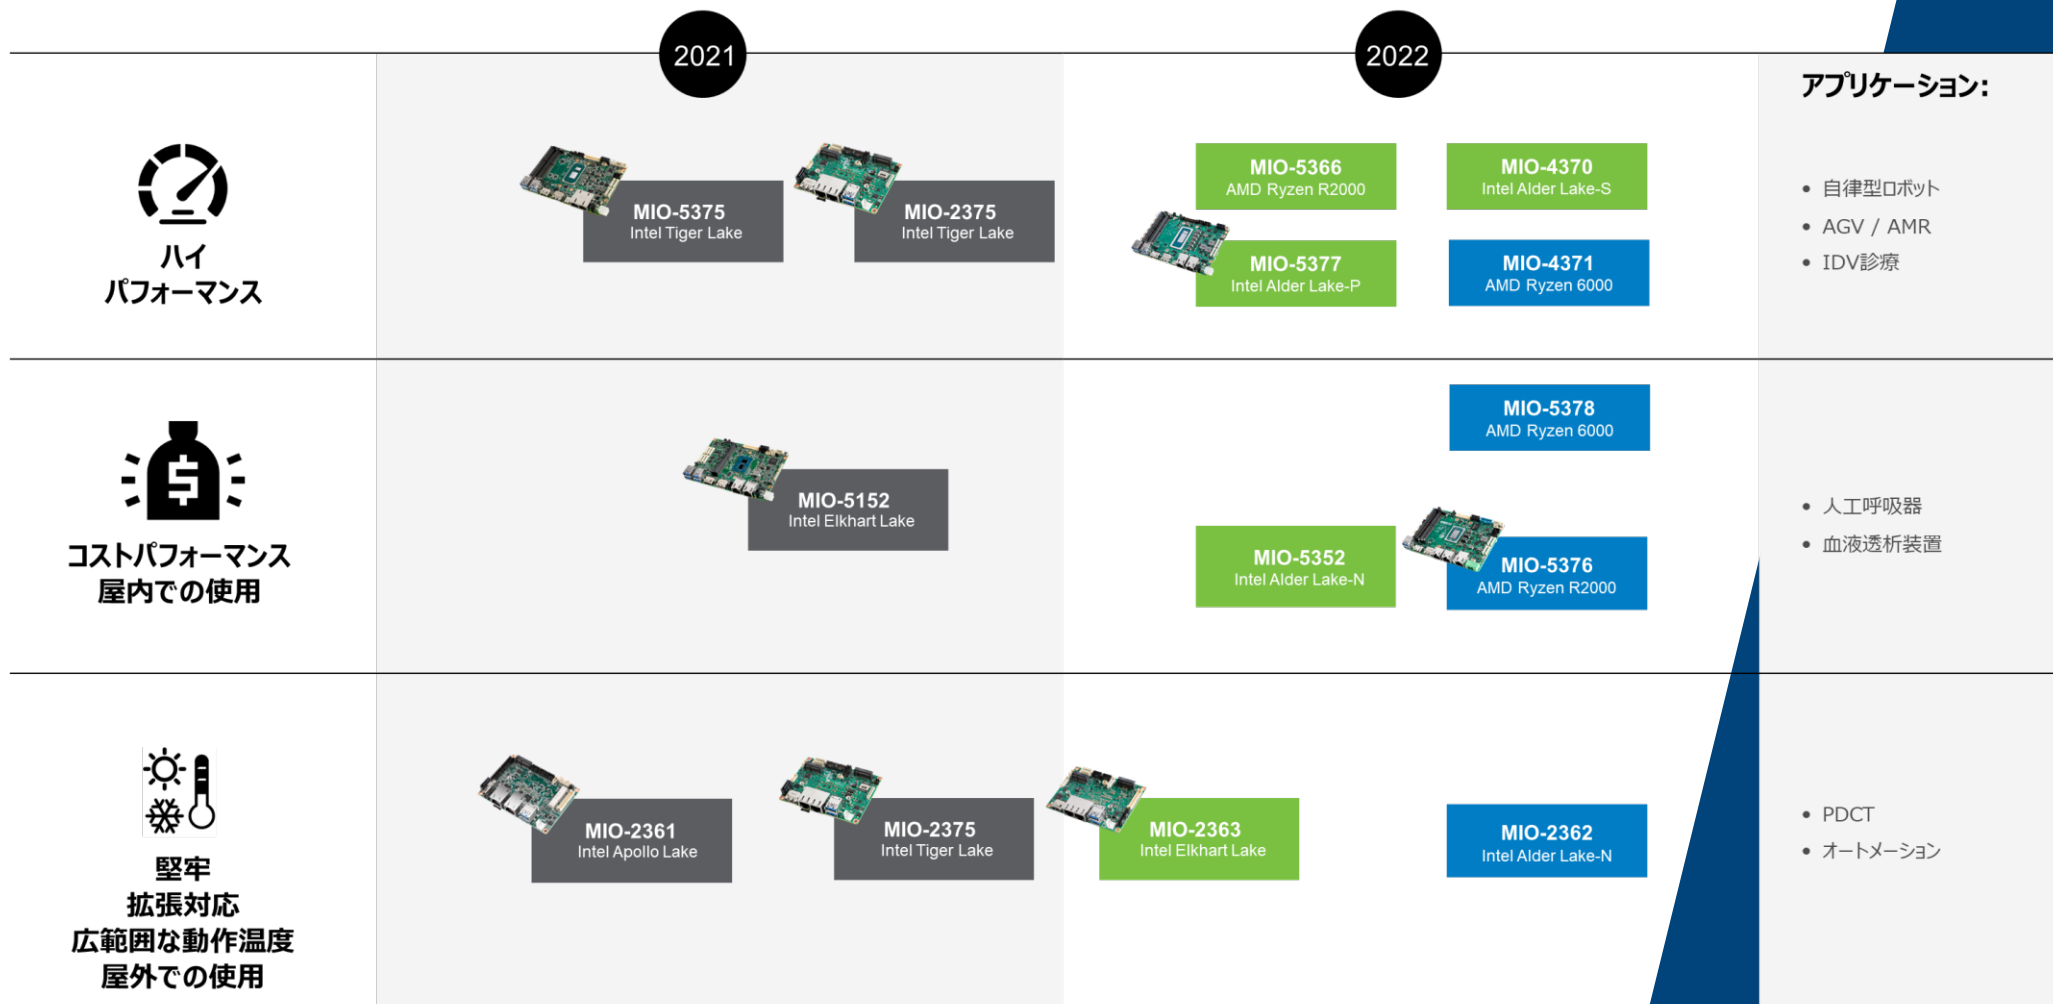 2021
2022
アプリケーション:
ハイ
パフォーマンス
MIO-5375
Intel Tiger Lake
MIO-2375
Intel Tiger Lake
MIO-5366
AMD Ryzen R2000
MIO-4370
Intel Alder Lake-S
MIO-5377
Intel Alder Lake-P
MIO-4371
AMD Ryzen 6000
• 自律型ロボット
• AGV / AMR
• IDV診療
コストパフォーマンス
屋内での使用
MIO-5152
Intel Elkhart Lake
MIO-5378
AMD Ryzen 6000
MIO-5352
Intel Alder Lake-N
MIO-5376
AMD Ryzen R2000
• 人工呼吸器
• 血液透析装置
堅牢
拡張対応
広範囲な動作温度
屋外での使用
MIO-2361
Intel Apollo Lake
MIO-2375
Intel Tiger Lake
MIO-2363
Intel Elkhart Lake
MIO-2362
Intel Alder Lake-N
• PDCT
• オートメーション